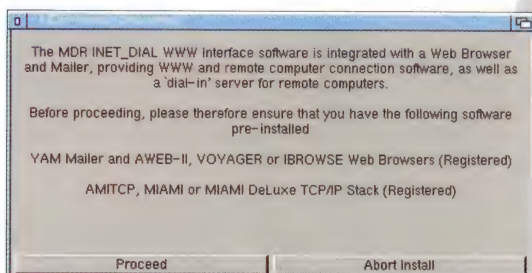 The MDR INET_DIAL WWW Interface software is integrated with a Web Browser
and Mailer, providing WWW and remote computer connection software, as well as
a `dial-in' server for remote computers.
Before proceeding, please therefore ensure that you have the following software
pre-installed
YAM Mailer and AWEB-II, VOYAGER or IBROWSE Web Browsers (Registered)
AMITCP, MIAMI or MIAMI DeLuxe TCP/IP Stack (Registered)
Proceed
Abort Install